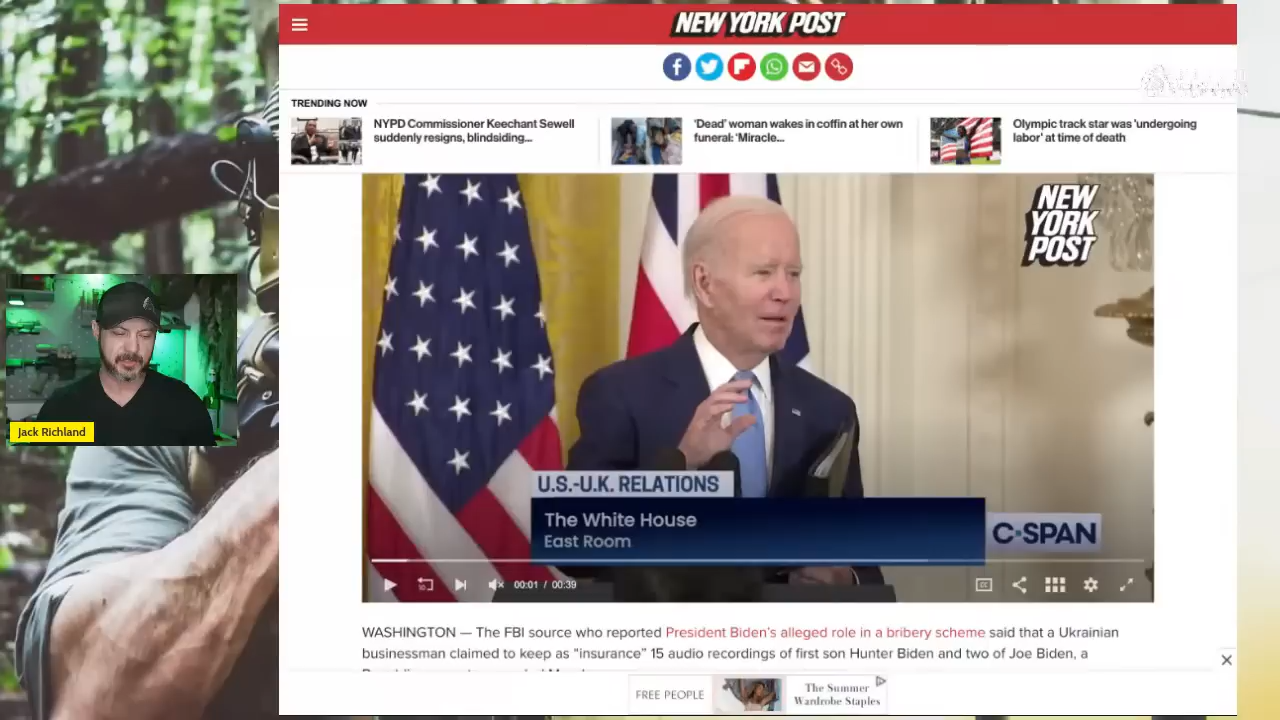 NEW YORK POST
TRENDING NOW
NYPD Commissioner Keechant Sewell
suddenly resigns, blindsiding...
'Dead' woman wakes in coffin at her own
funeral: 'Miracle...
Olympic track star was 'undergoing
labor' at time of death
NEW
YORK
POST
Jack Richland
U.S.-U.K. RELATIONS
The White House
East Room
C-SPAN
10
00:01 / 00:39
CC
WASHINGTON — The FBI source who reported President Biden's alleged role in a bribery scheme said that a Ukrainian
businessman claimed to keep as "insurance" 15 audio recordings of first son Hunter Biden and two of Joe Biden, a
FREE PEOPLE
The Summer
Wardrobe Staples